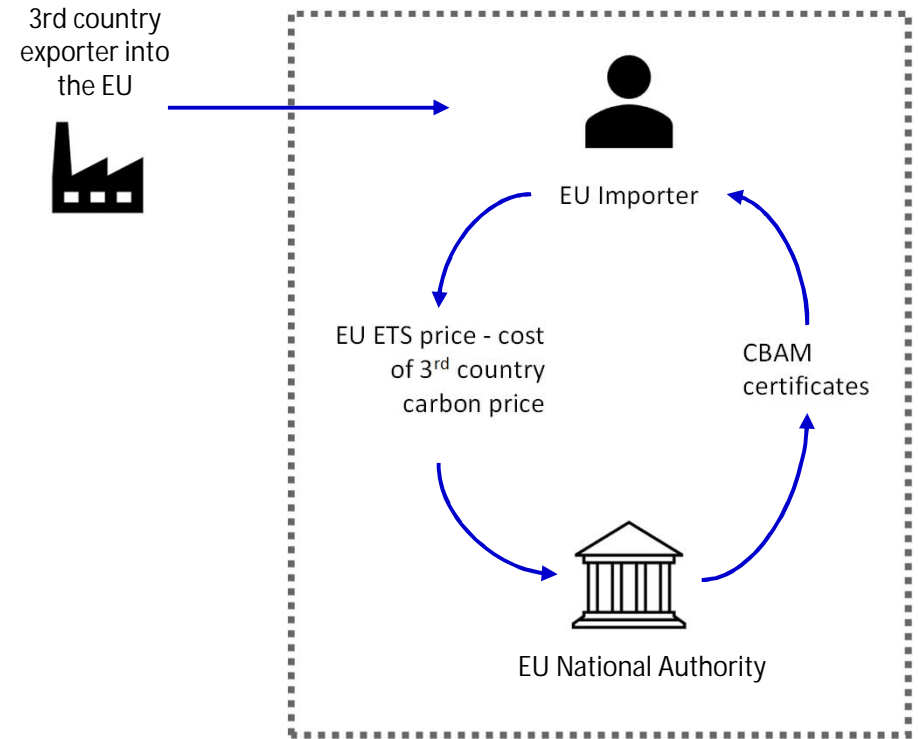 3rd country
exporter into
the EU
EU Importer
EU ETS price - cost
of 3rd country
carbon price
CBAM
certificates
EU National Authority